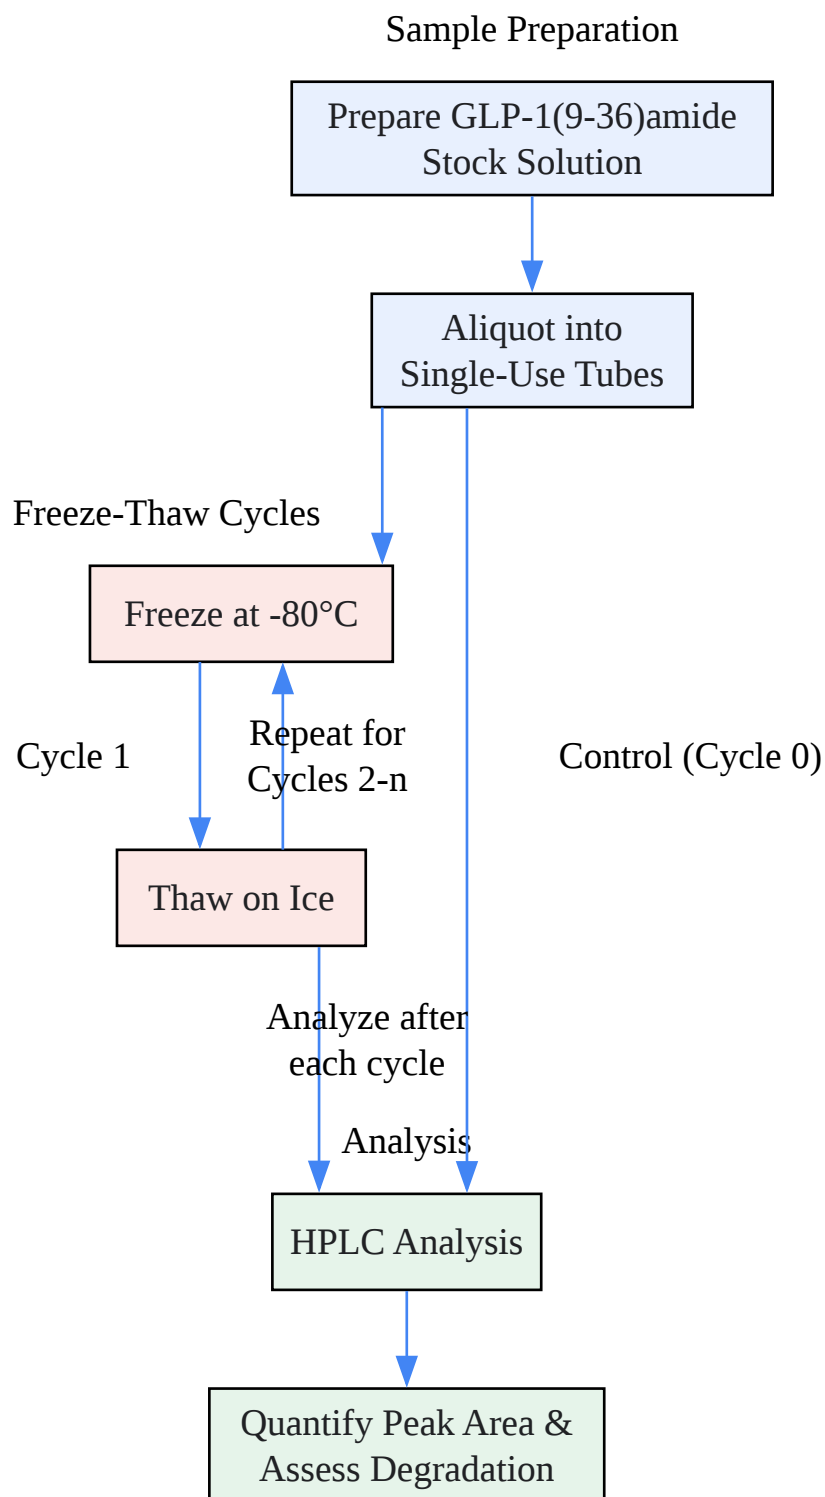 Sample Preparation
Prepare GLP-1(9-36)amide
Stock Solution
Aliquot into
Single-Use Tubes
Freeze-Thaw Cycles
Freeze at -80°C
Cycle 1
Repeat for
Cycles 2-n
Control (Cycle 0)
Thaw on Ice
Analyze after
each cycle
Analysis
HPLC Analysis
Quantify Peak Area &
Assess Degradation